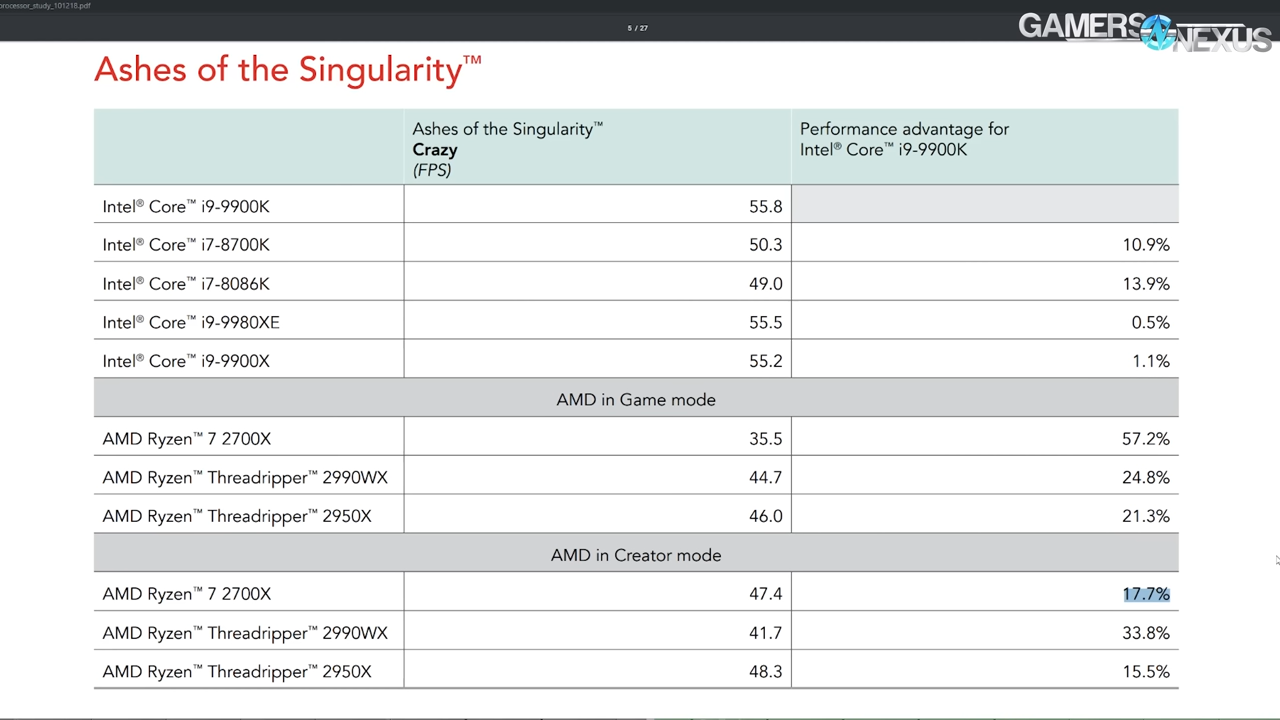 processor_study_101218.pdf
5 / 27
GAMERS NEXUS
Ashes of the Singularity™
Ashes of the Singularity™ Performance advantage for
Crazy Intel® Core™ i9-9900K
(FPS)
Intel® Core™ i9-9900K 55.8
Intel® Core™ i7-8700K 50.3 10.9%
Intel® Core™ i7-8086K 49.0 13.9%
Intel® Core™ i9-9980XE 55.5 0.5%
Intel® Core™ i9-9900X 55.2 1.1%
AMD in Game mode
AMD Ryzen™ 7 2700X 35.5 57.2%
AMD Ryzen™ Threadripper™ 2990WX 44.7 24.8%
AMD Ryzen™ Threadripper™ 2950X 46.0 21.3%
AMD in Creator mode
AMD Ryzen™ 7 2700X 47.4 17.7%
AMD Ryzen™ Threadripper™ 2990WX 41.7 33.8%
AMD Ryzen™ Threadripper™ 2950X 48.3 15.5%